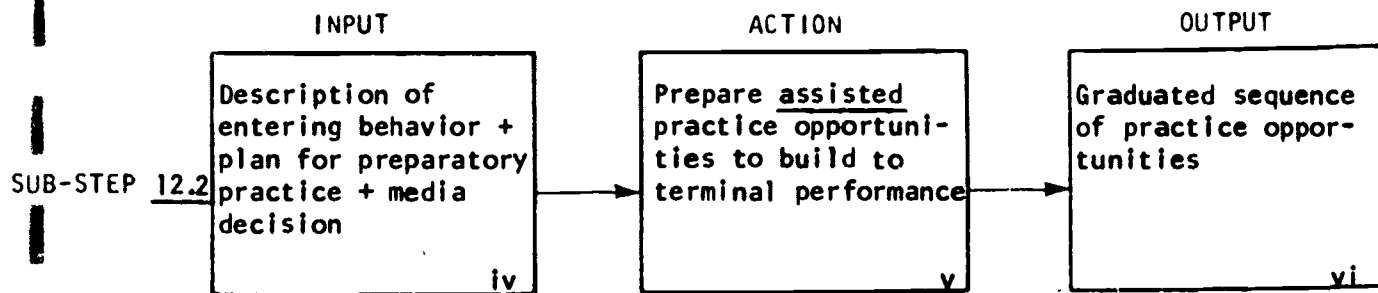 INPUT
ACTION
OUTPUT
SUB-STEP 12.2
Description of
entering behavior +
plan for preparatory
practice + media
decision
iv
Prepare assisted
practice opportuni-
ties to build to
terminal performance
v
Graduated sequence
of practice oppor-
tunities
vi